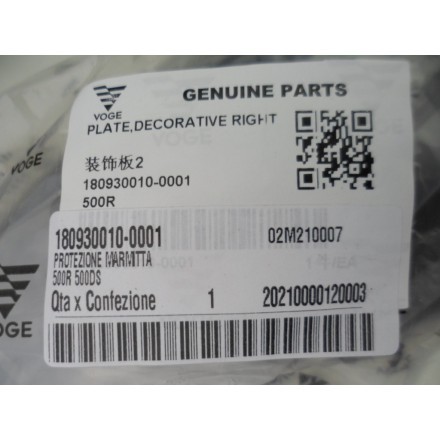 VOGE
GENUINE PARTS
PLATE,DECORATIVE RIGHT
装饰板2
180930010-0001
500R
180930010-0001 02M210007
PROTEZIONE MARMITTA
500R 500DS
Qta x Confezione 1 20210000120003
VOGE